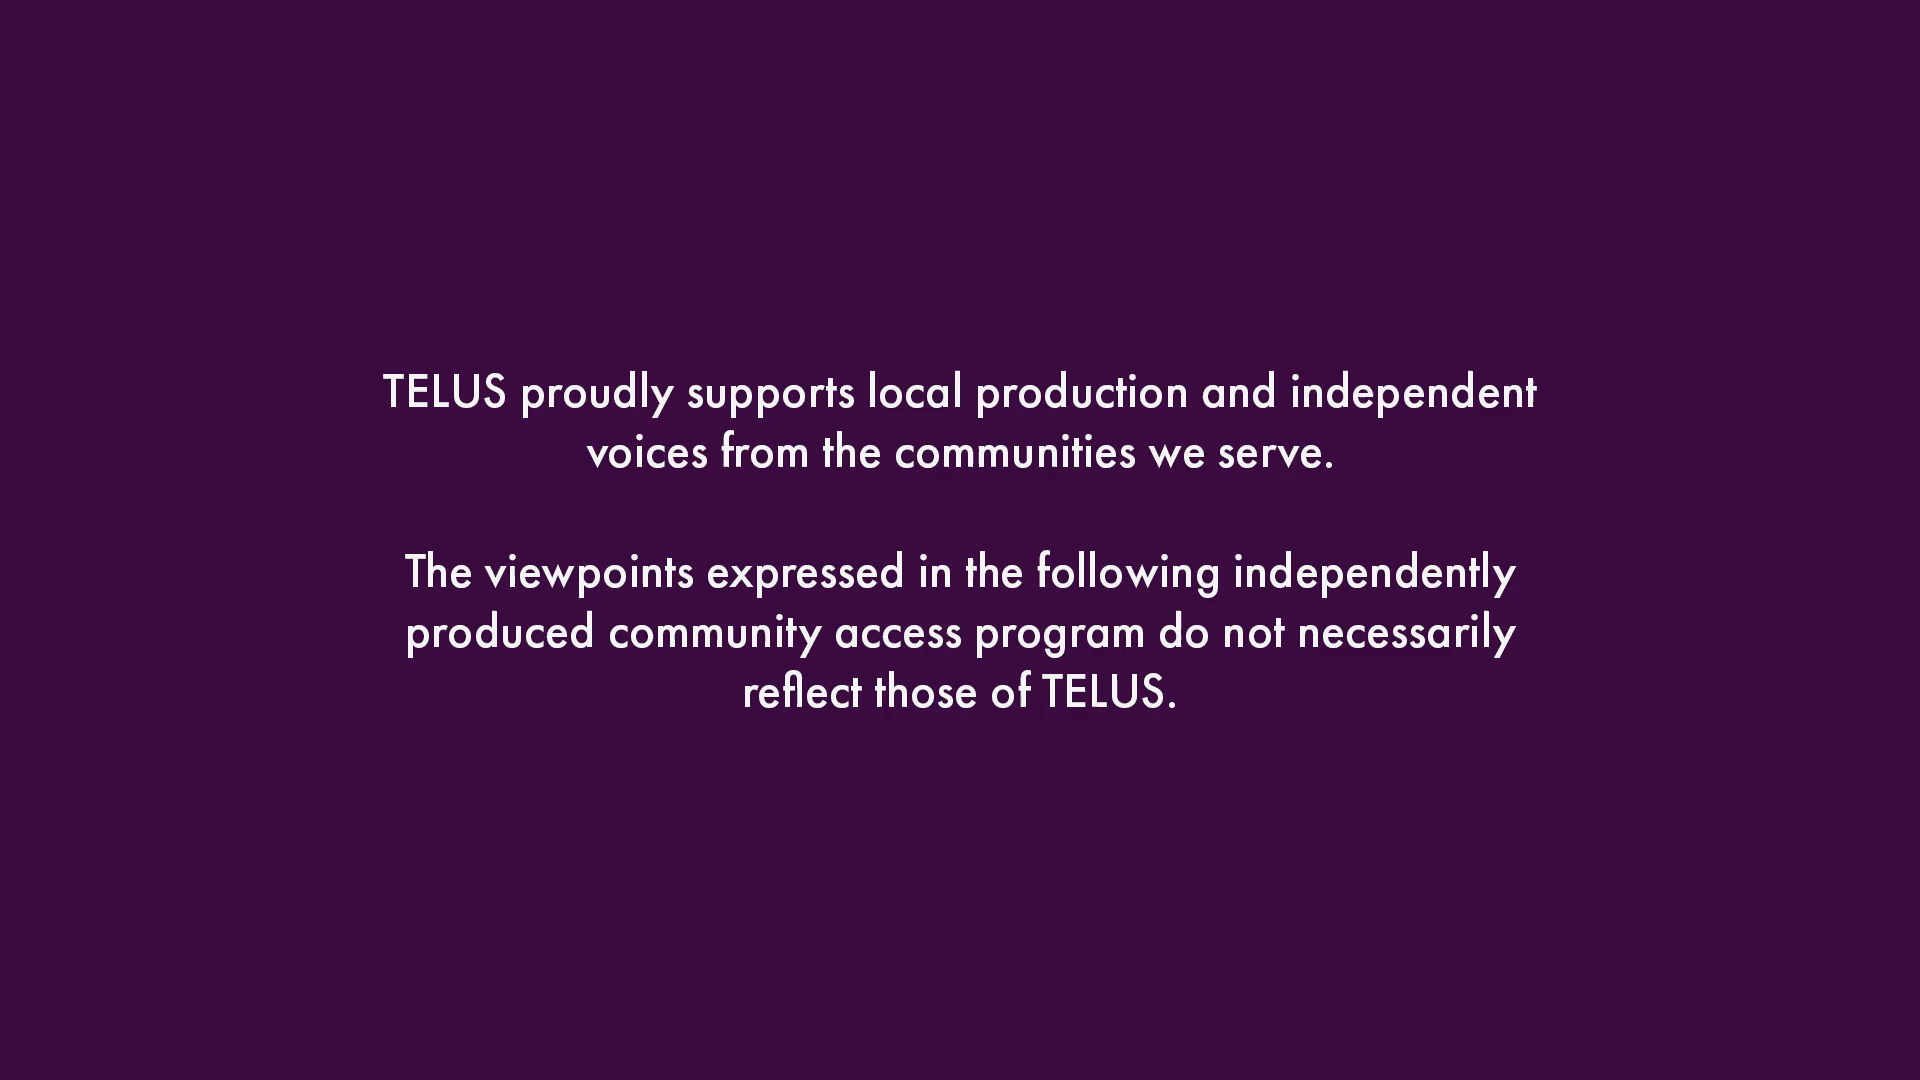 TELUS proudly supports local production and independent
voices from the communities we serve.
The viewpoints expressed in the following independently
produced community access program do not necessarily
reflect those of TELUS.